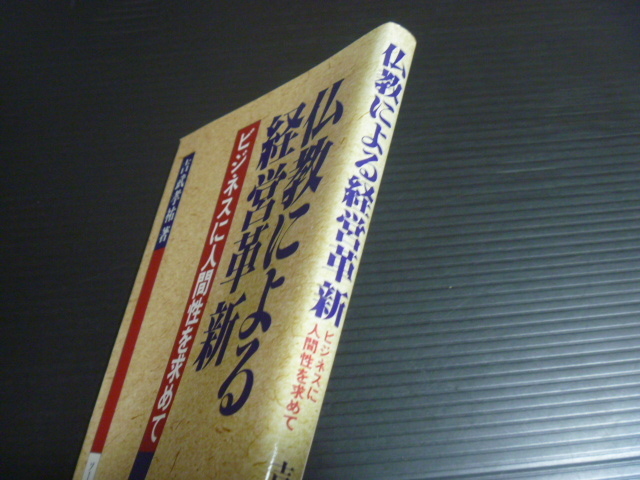 仏教による
経営革新
ビジネスに人間性を求めて
仏教による経営革新
ビジネスに
人間性を求めて